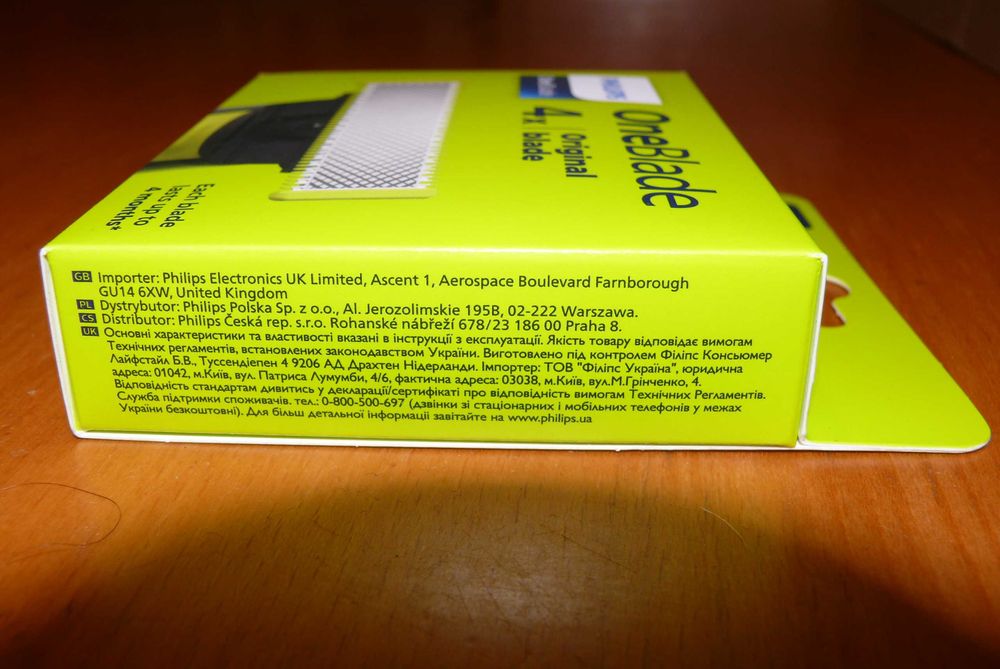 OneBlade
4x
Original
blade
Each blade
lasts up to
4 months*
GB Importer: Philips Electronics UK Limited, Ascent 1, Aerospace Boulevard Farnborough
GU14 6XW, United Kingdom
PL Dystrybutor: Philips Polska Sp. z o.o., Al. Jerozolimskie 195B, 02-222 Warszawa.
CS Distributor: Philips Česká rep. s.r.o. Rohanské nábřeží 678/23 186 00 Praha 8.
UK Основні характеристики та властивості вказані в інструкції з експлуатації. Якість товару відповідає вимогам
Технічних регламентів, встановлених законодавством України. Виготовлено під контролем Філіпс Консьюмер
Лайфстайл Б.В., Туссендіепен 4 9206 АД Драхтен Нідерланди. Імпортер: ТОВ "Філіпс Україна", юридична
адреса: 01042, м.Київ, вул. Патриса Лумумби, 4/6, фактична адреса: 03038, м.Київ, вул.М.Грінченко, 4.
Відповідність стандартам дивитись у декларації/сертифікаті про відповідність вимогам Технічних Регламентів.
Служба підтримки споживачів. тел.: 0-800-500-697 (дзвінки зі стаціонарних і мобільних телефонів у межах
України безкоштовні). Для більш детальної інформації завітайте на www.philips.ua